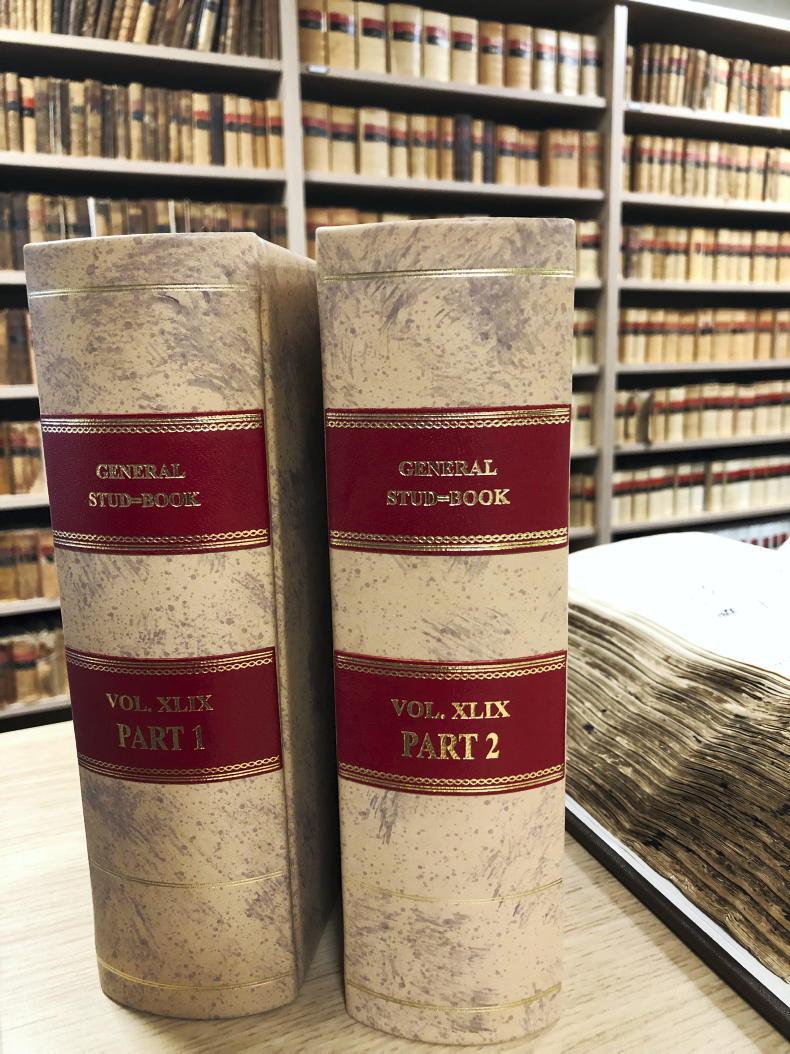 GENERAL
STUD=BOOK
VOL. XLIX
PART 1
GENERAL
STUD=BOOK
VOL. XLIX
PART 2